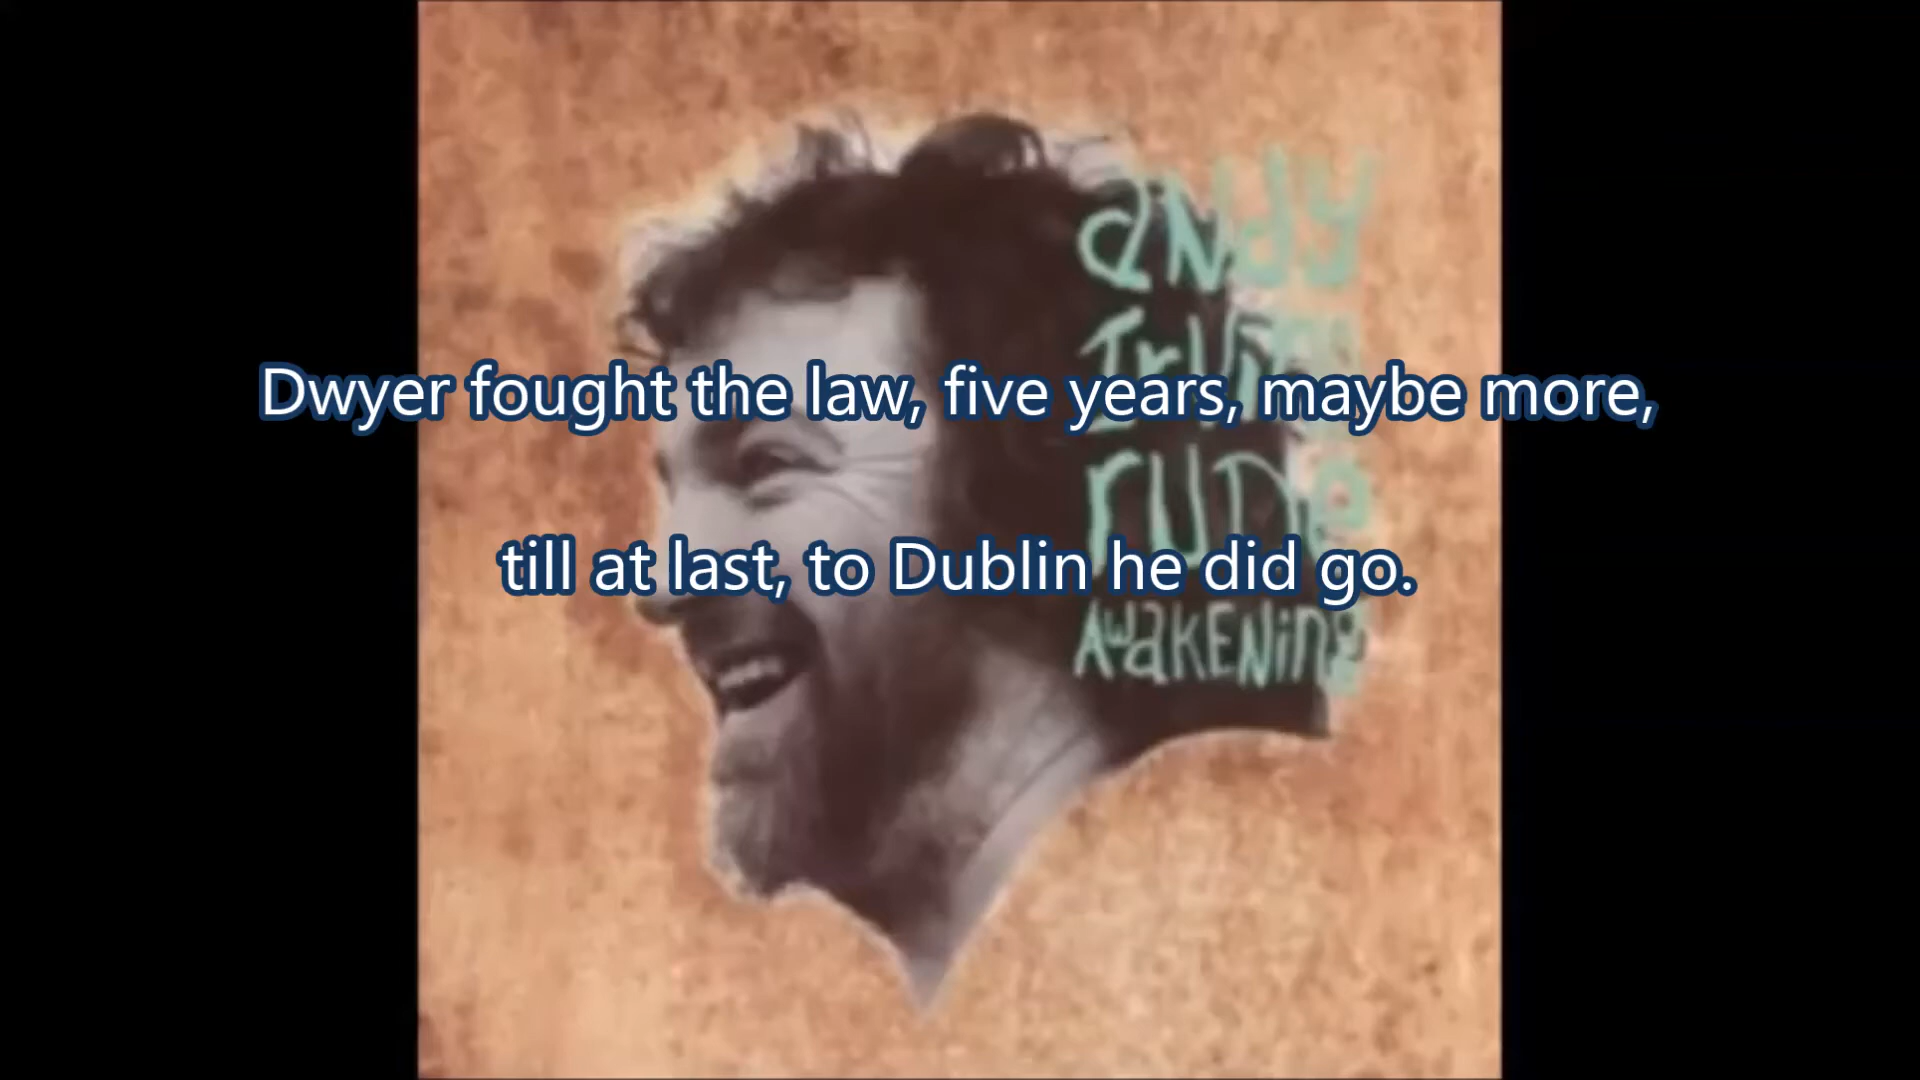 andy
Irvine
Dwyer fought the law, five years, maybe more,
rude
till at last, to Dublin he did go.
AwaKENing